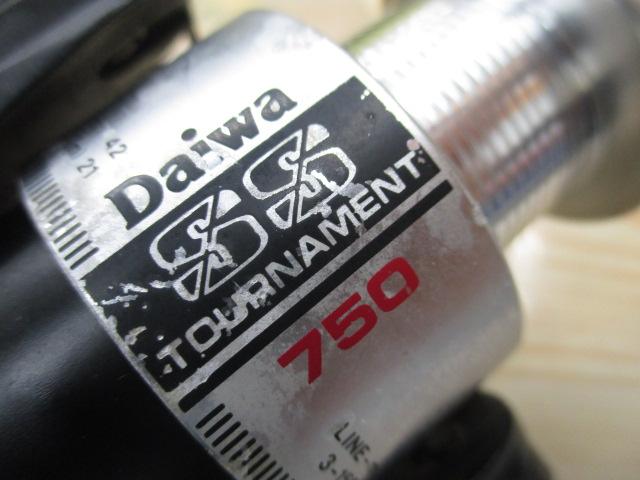 Daiwa
SS
TOURNAMENT
750
42
21
LINE-